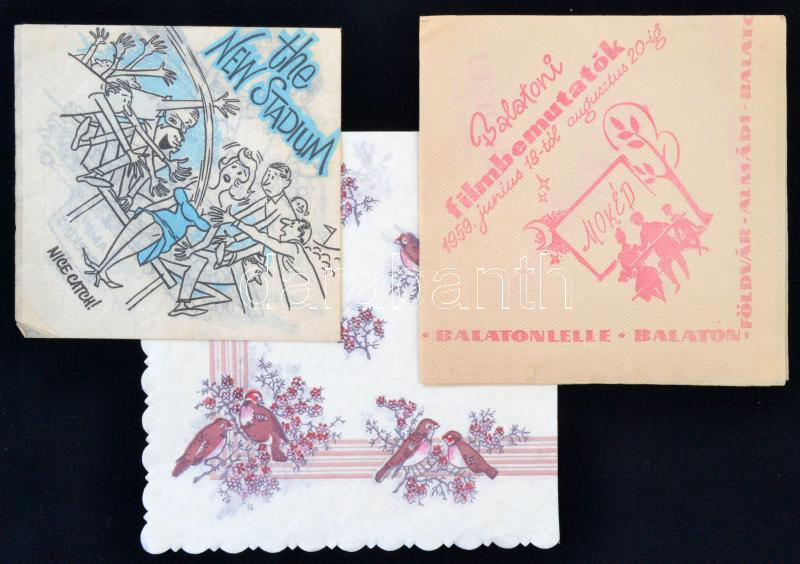 the
NEW STADIUM
NICE CATCH!
Balatoni
filmbemutatók
1959. junius 18-tól augusztus 20-ig
MOKÉP
• BALATONLELLE • BALATON-
FÖLDVÁR - ALMÁDI - BALATO
darabanth